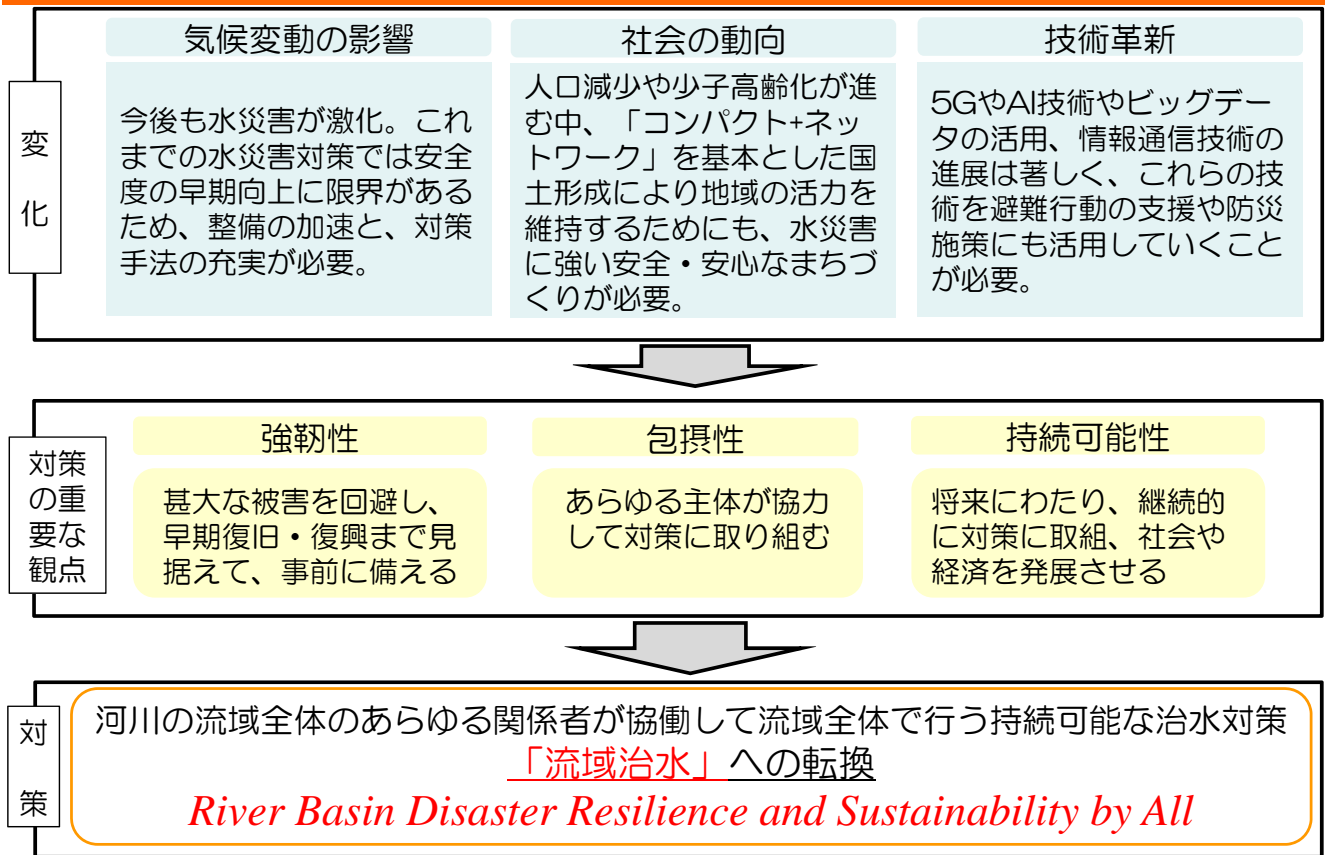 変
化
気候変動の影響
今後も水災害が激化。これ
までの水災害対策では安全
度の早期向上に限界がある
ため、整備の加速と、対策
手法の充実が必要。
社会の動向
人口減少や少子高齢化が進
む中、「コンパクト+ネッ
トワーク」を基本とした国
土形成により地域の活力を
維持するためにも、水災害
に強い安全・安心なまちづ
くりが必要。
技術革新
5GやAI技術やビッグデー
タの活用、情報通信技術の
進展は著しく、これらの技
術を避難行動の支援や防災
施策にも活用していくこと
が必要。
対策
の重
要な
観点
強靭性
甚大な被害を回避し、
早期復旧・復興まで見
据えて、事前に備える
包摂性
あらゆる主体が協力
して対策に取り組む
持続可能性
将来にわたり、継続的
に対策に取組、社会や
経済を発展させる
対
策
河川の流域全体のあらゆる関係者が協働して流域全体で行う持続可能な治水対策
「流域治水」への転換
River Basin Disaster Resilience and Sustainability by All